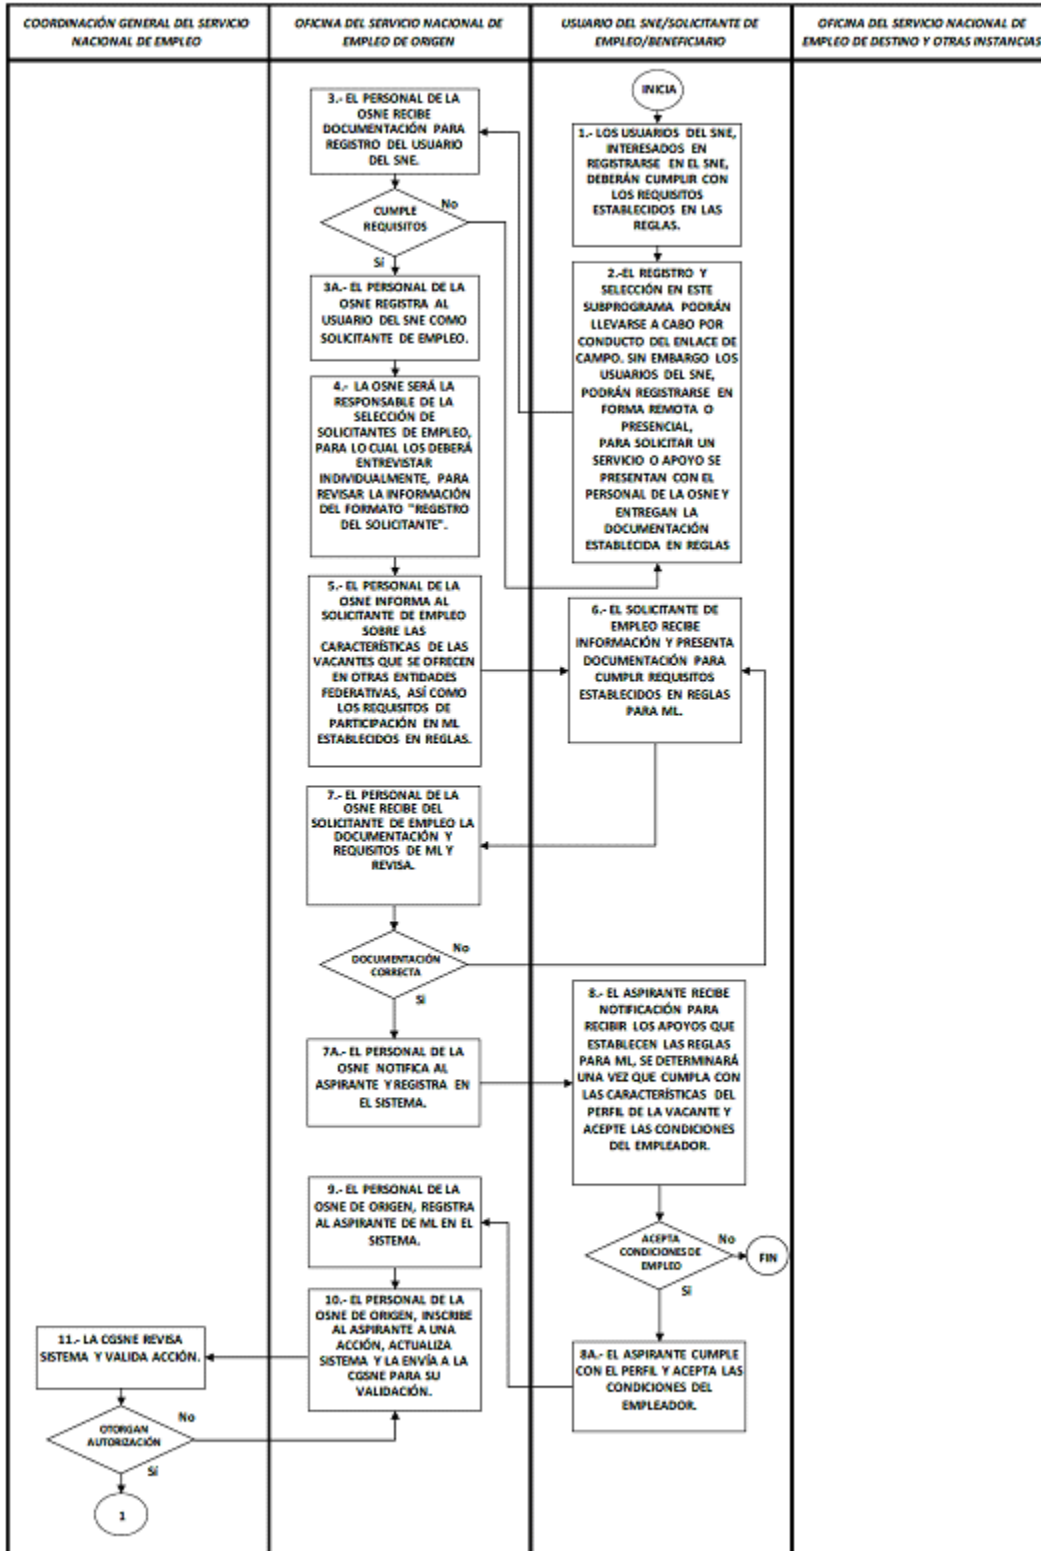 COORDINACIÓN GENERAL DEL SERVICIO
NACIONAL DE EMPLEO
OFICINA DEL SERVICIO NACIONAL DE
EMPLEO DE ORIGEN
USUARIO DEL SNE/SOLICITANTE DE
EMPLEO/BENEFICIARIO
OFICINA DEL SERVICIO NACIONAL DE
EMPLEO DE DESTINO Y OTRAS INSTANCIAS
INICIA
1.- LOS USUARIOS DEL SNE,
INTERESADOS EN
REGISTRARSE EN EL SNE,
DEBERÁN CUMPLIR CON
LOS REQUISITOS
ESTABLECIDOS EN LAS
REGLAS.
2.-EL REGISTRO Y
SELECCIÓN EN ESTE
SUBPROGRAMA PODRÁN
LLEVARSE A CABO POR
CONDUCTO DEL ENLACE DE
CAMPO. SIN EMBARGO LOS
USUARIOS DEL SNE,
PODRÁN REGISTRARSE EN
FORMA REMOTA O
PRESENCIAL,
PARA SOLICITAR UN
SERVICIO O APOYO SE
PRESENTAN CON EL
PERSONAL DE LA OSNE Y
ENTREGAN LA
DOCUMENTACIÓN
ESTABLECIDA EN REGLAS
3.- EL PERSONAL DE LA
OSNE RECIBE
DOCUMENTACIÓN PARA
REGISTRO DEL USUARIO
DEL SNE.
CUMPLE
REQUISITOS
No
Sí
3A.- EL PERSONAL DE LA
OSNE REGISTRA AL
USUARIO DEL SNE COMO
SOLICITANTE DE EMPLEO.
4.- LA OSNE SERÁ LA
RESPONSABLE DE LA
SELECCIÓN DE
SOLICITANTES DE EMPLEO,
PARA LO CUAL LOS DEBERÁ
ENTREVISTAR
INDIVIDUALMENTE, PARA
REVISAR LA INFORMACIÓN
DEL FORMATO "REGISTRO
DEL SOLICITANTE".
5.- EL PERSONAL DE LA
OSNE INFORMA AL
SOLICITANTE DE EMPLEO
SOBRE LAS
CARACTERÍSTICAS DE LAS
VACANTES QUE SE OFRECEN
EN OTRAS ENTIDADES
FEDERATIVAS, ASÍ COMO
LOS REQUISITOS DE
PARTICIPACIÓN EN ML
ESTABLECIDOS EN REGLAS.
6.- EL SOLICITANTE DE
EMPLEO RECIBE
INFORMACIÓN Y PRESENTA
DOCUMENTACIÓN PARA
CUMPLR REQUISITOS
ESTABLECIDOS EN REGLAS
PARA ML.
7.- EL PERSONAL DE LA
OSNE RECIBE DEL
SOLICITANTE DE EMPLEO LA
DOCUMENTACIÓN Y
REQUISITOS DE ML Y
REVISA.
DOCUMENTACIÓN
CORRECTA
No
Sí
7A.- EL PERSONAL DE LA
OSNE NOTIFICA AL
ASPIRANTE Y REGISTRA EN
EL SISTEMA.
8.- EL ASPIRANTE RECIBE
NOTIFICACIÓN PARA
RECIBIR LOS APOYOS QUE
ESTABLECEN LAS REGLAS
PARA ML, SE DETERMINARÁ
UNA VEZ QUE CUMPLA CON
LAS CARACTERÍSTICAS DEL
PERFIL DE LA VACANTE Y
ACEPTE LAS CONDICIONES
DEL EMPLEADOR.
ACEPTA
CONDICIONES DE
EMPLEO
No
FIN
Sí
8A.- EL ASPIRANTE CUMPLE
CON EL PERFIL Y ACEPTA LAS
CONDICIONES DEL
EMPLEADOR.
9.- EL PERSONAL DE LA
OSNE DE ORIGEN, REGISTRA
AL ASPIRANTE DE ML EN EL
SISTEMA.
10.- EL PERSONAL DE LA
OSNE DE ORIGEN, INSCRIBE
AL ASPIRANTE A UNA
ACCIÓN, ACTUALIZA
SISTEMA Y LA ENVÍA A LA
CGSNE PARA SU
VALIDACIÓN.
11.- LA CGSNE REVISA
SISTEMA Y VALIDA ACCIÓN.
OTORGAN
AUTORIZACIÓN
No
Sí
1